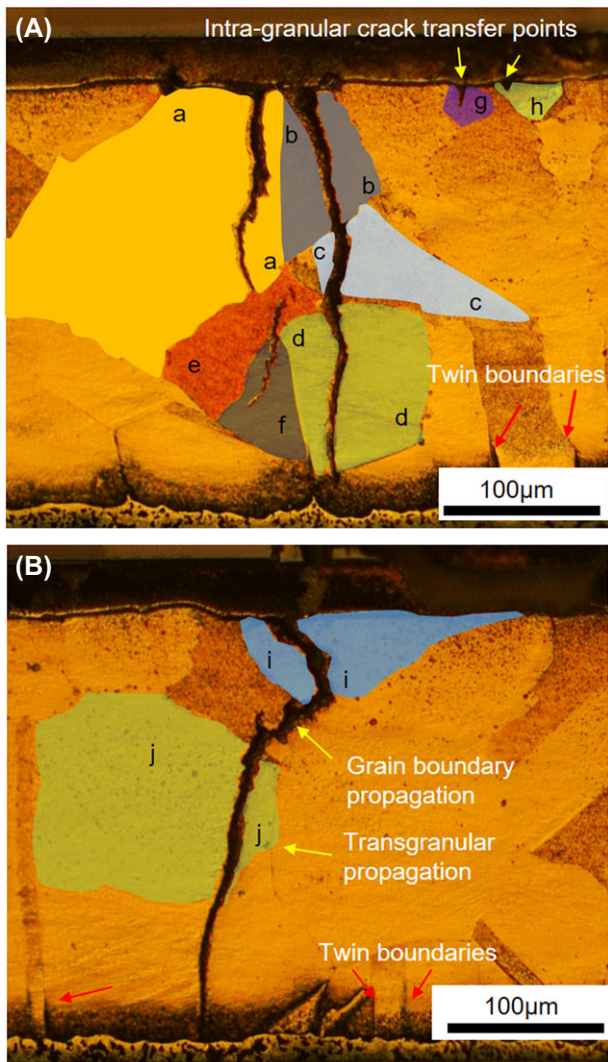 (A)
Intra-granular crack transfer points
a
g
h
b
b
c
a
c
d
e
Twin boundaries
f
d
100µm
(B)
i
i
j
Grain boundary
propagation
j
Transgranular
propagation
Twin boundaries
100µm